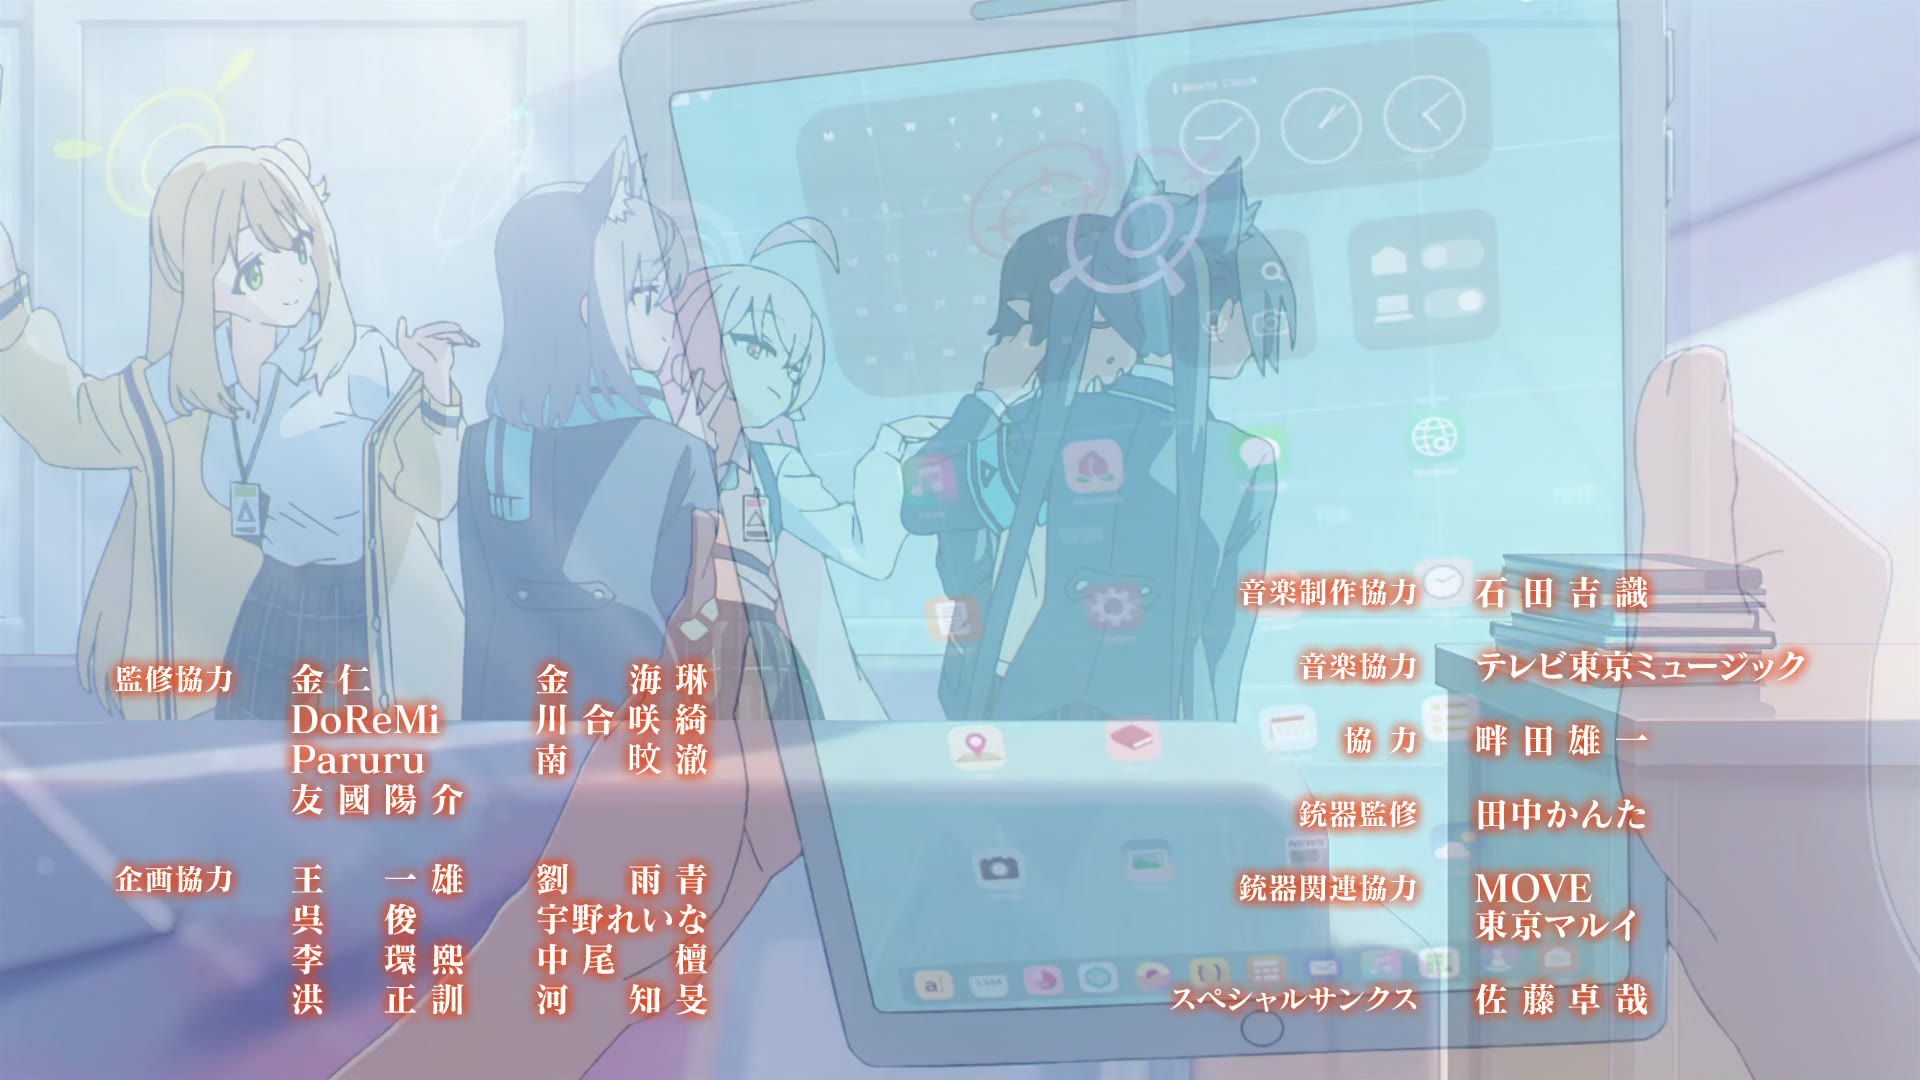 World Clock
M T W T F S S
監修協力 金仁 金海琳
DoReMi 川合咲綺
Paruru 南旼澈
友國陽介
企画協力 王一雄 劉雨青
呉俊 宇野れいな
李環熙 中尾檀
洪正訓 河知旻
音楽制作協力 石田吉識
音楽協力 テレビ東京ミュージック
協力 畔田雄一
銃器監修 田中かんた
銃器関連協力 MOVE
東京マルイ
スペシャルサンクス 佐藤卓哉
NEWS